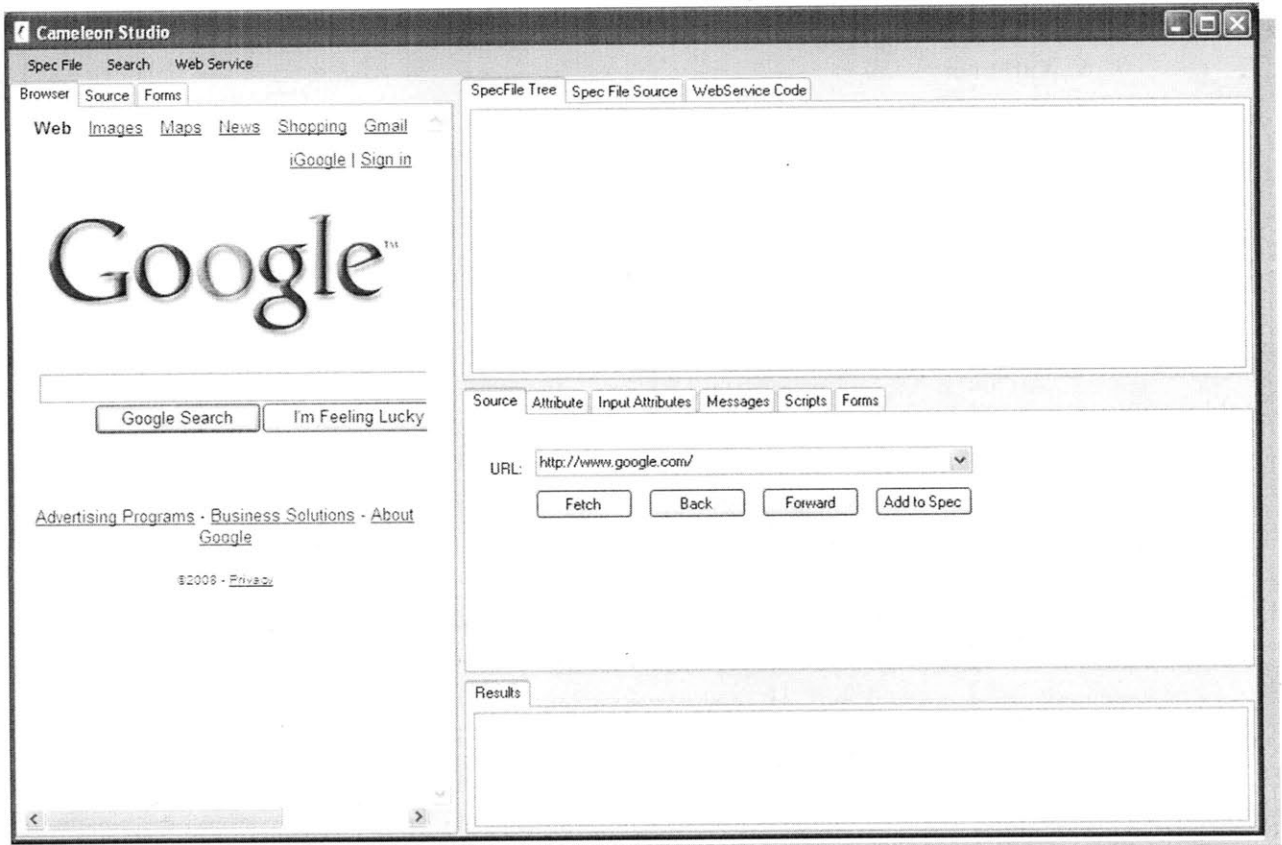 Cameleon Studio
Spec File Search Web Service
Browser Source Forms
Web Images Maps News Shopping Gmail
iGoogle | Sign in
Google™
Google Search I'm Feeling Lucky
Advertising Programs - Business Solutions - About
Google
©2008 - Privacy
SpecFile Tree Spec File Source WebService Code
Source Attribute Input Attributes Messages Scripts Forms
URL: http://www.google.com/
Fetch Back Forward Add to Spec
Results